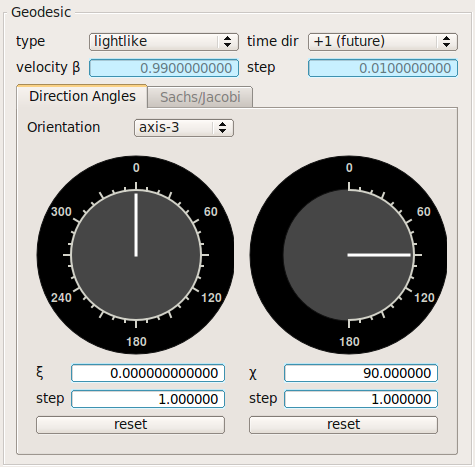 Geodesic
type lightlike time dir +1 (future)
velocity β 0.9900000000 step 0.0100000000
Direction Angles Sachs/Jacobi
Orientation axis-3
0 0
300 60 60
240 120 120
180 180
ξ 0.000000000000 χ 90.000000
step 1.000000 step 1.000000
reset reset